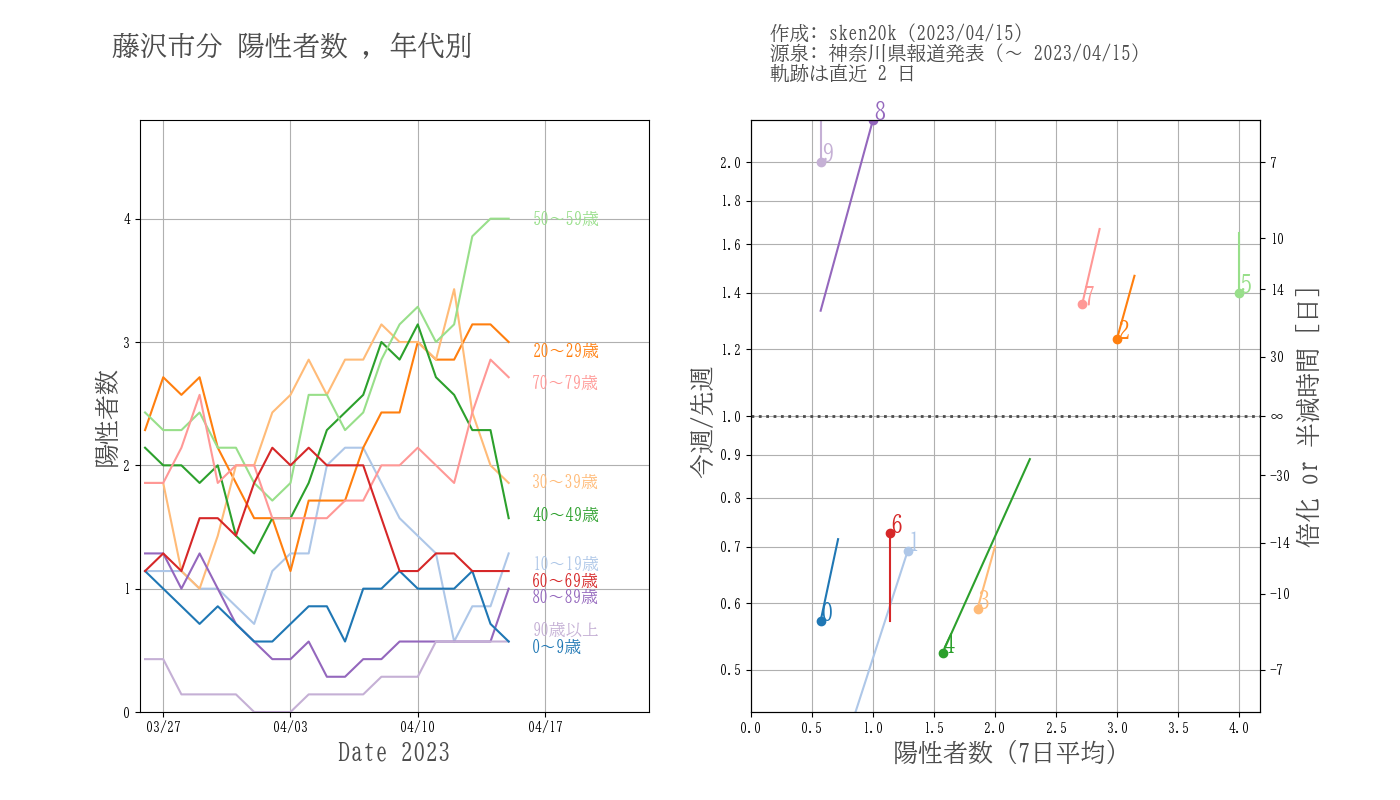 藤沢市分 陽性者数 , 年代別
作成: sken20k (2023/04/15)
源泉: 神奈川県報道発表 (～ 2023/04/15)
軌跡は直近 2 日
陽性者数
4
3
2
1
0
03/27
04/03
04/10
04/17
Date 2023
50～59歳
20～29歳
70～79歳
30～39歳
40～49歳
10～19歳
60～69歳
80～89歳
90歳以上
0～9歳
今週/先週
2.0
1.8
1.6
1.4
1.2
1.0
0.9
0.8
0.7
0.6
0.5
8
9
5
7
2
6
1
3
0
4
0.0
0.5
1.0
1.5
2.0
2.5
3.0
3.5
4.0
陽性者数 (7日平均)
7
10
14
30
∞
-30
-14
-10
-7
倍化 or 半減時間 [日]